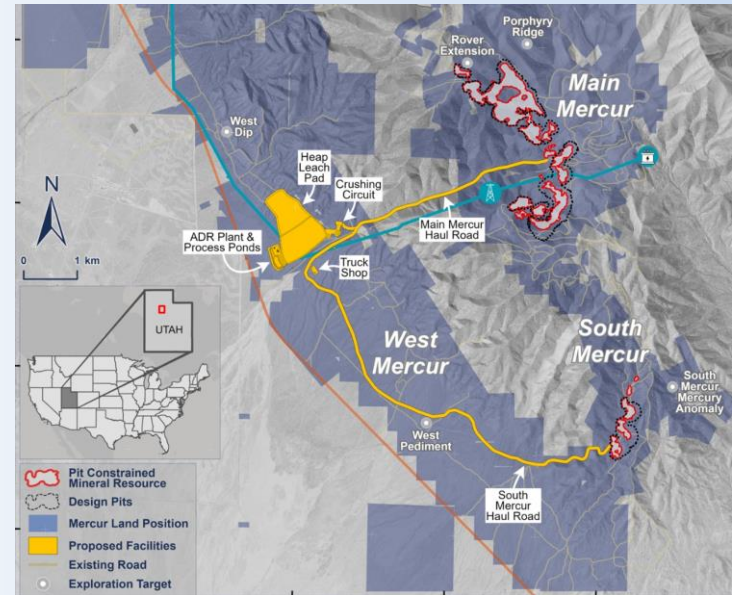 Porphyry
Ridge
Rover
Extension
Main
Mercur
West
Dip
Heap
Leach
Pad
Crushing
Circuit
N
ADR Plant &
Process Ponds
Main Mercur
Haul Road
0 1 km
Truck
Shop
UTAH
West
Mercur
South
Mercur
South
Mercur
Mercury
Anomaly
West
Pediment
South
Mercur
Haul Road
Pit Constrained
Mineral Resource
Design Pits
Mercur Land Position
Proposed Facilities
Existing Road
Exploration Target